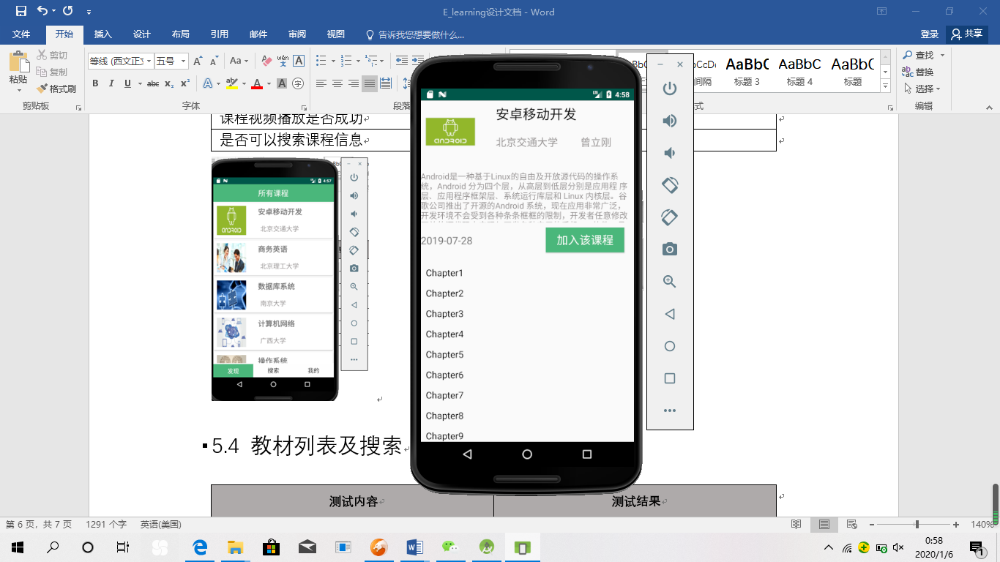 E_learning设计文档 - Word
文件 开始 插入 设计 布局 引用 邮件 审阅 视图 告诉我您想要做什么... 登录 共享
粘贴 剪切 复制 格式刷 剪贴板
等线 (西文正文 五号 Aa wén 文 A
B I U abc x₂ x² A aby A A 字
字体
段落
AaBbC 标题 3 AaBbC 标题 4 AaBbC 标题
查找 替换 选择 编辑
课程视频播放是否成功
是否可以搜索课程信息
4:57
所有课程
安卓移动开发
北京交通大学
商务英语
北京理工大学
数据库系统
南京大学
计算机网络
广西大学
操作系统
发现 搜索 我的
4:58
安卓移动开发
北京交通大学 曾立刚
ANDROID
Android是一种基于Linux的自由及开放源代码的操作系
统，Android 分为四个层，从高层到低层分别是应用程 序
层、应用程序框架层、系统运行库层和 Linux 内核层。谷
歌公司推出了开源的Android 系统，现在应用非常广泛，
开发环境不会受到各种条条框框的限制，开发者任意修改
2019-07-28 加入该课程
Chapter1
Chapter2
Chapter3
Chapter4
Chapter5
Chapter6
Chapter7
Chapter8
Chapter9
5.4 教材列表及搜索
测试内容 测试结果
第 6 页，共 7 页 1291 个字 英语(美国) 140%
0:58
2020/1/6